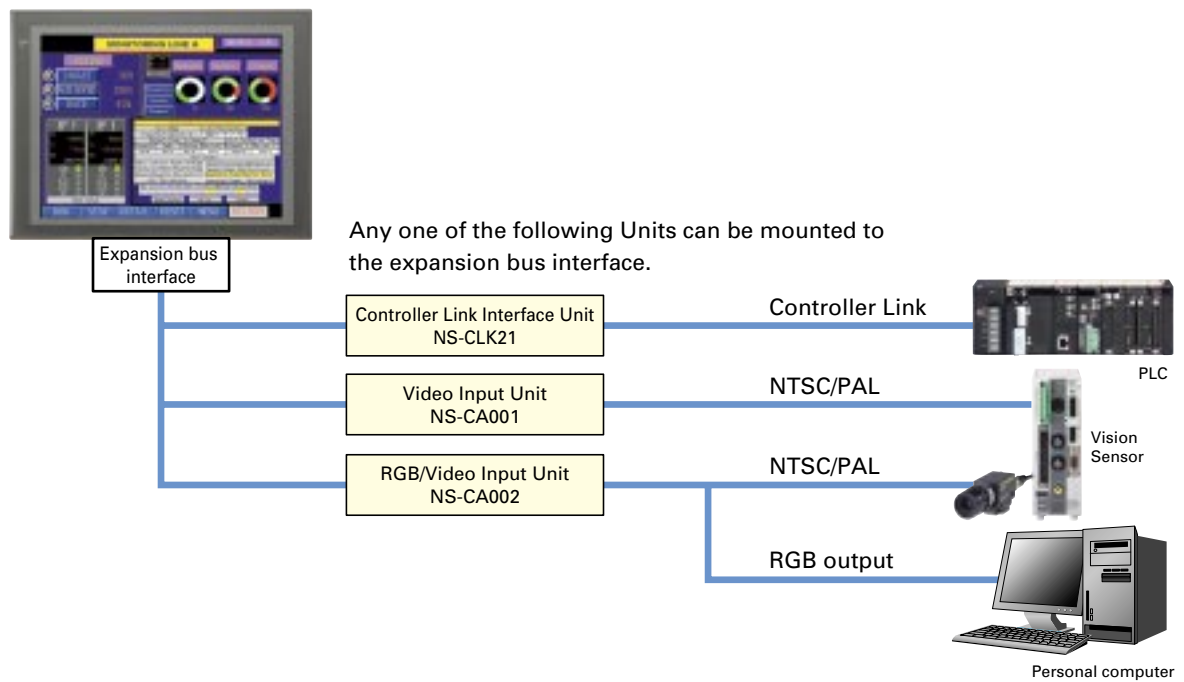 MONITORING LINE A
Expansion bus
interface
Any one of the following Units can be mounted to
the expansion bus interface.
Controller Link Interface Unit
NS-CLK21
Controller Link
PLC
Video Input Unit
NS-CA001
NTSC/PAL
Vision
Sensor
RGB/Video Input Unit
NS-CA002
NTSC/PAL
RGB output
Personal computer